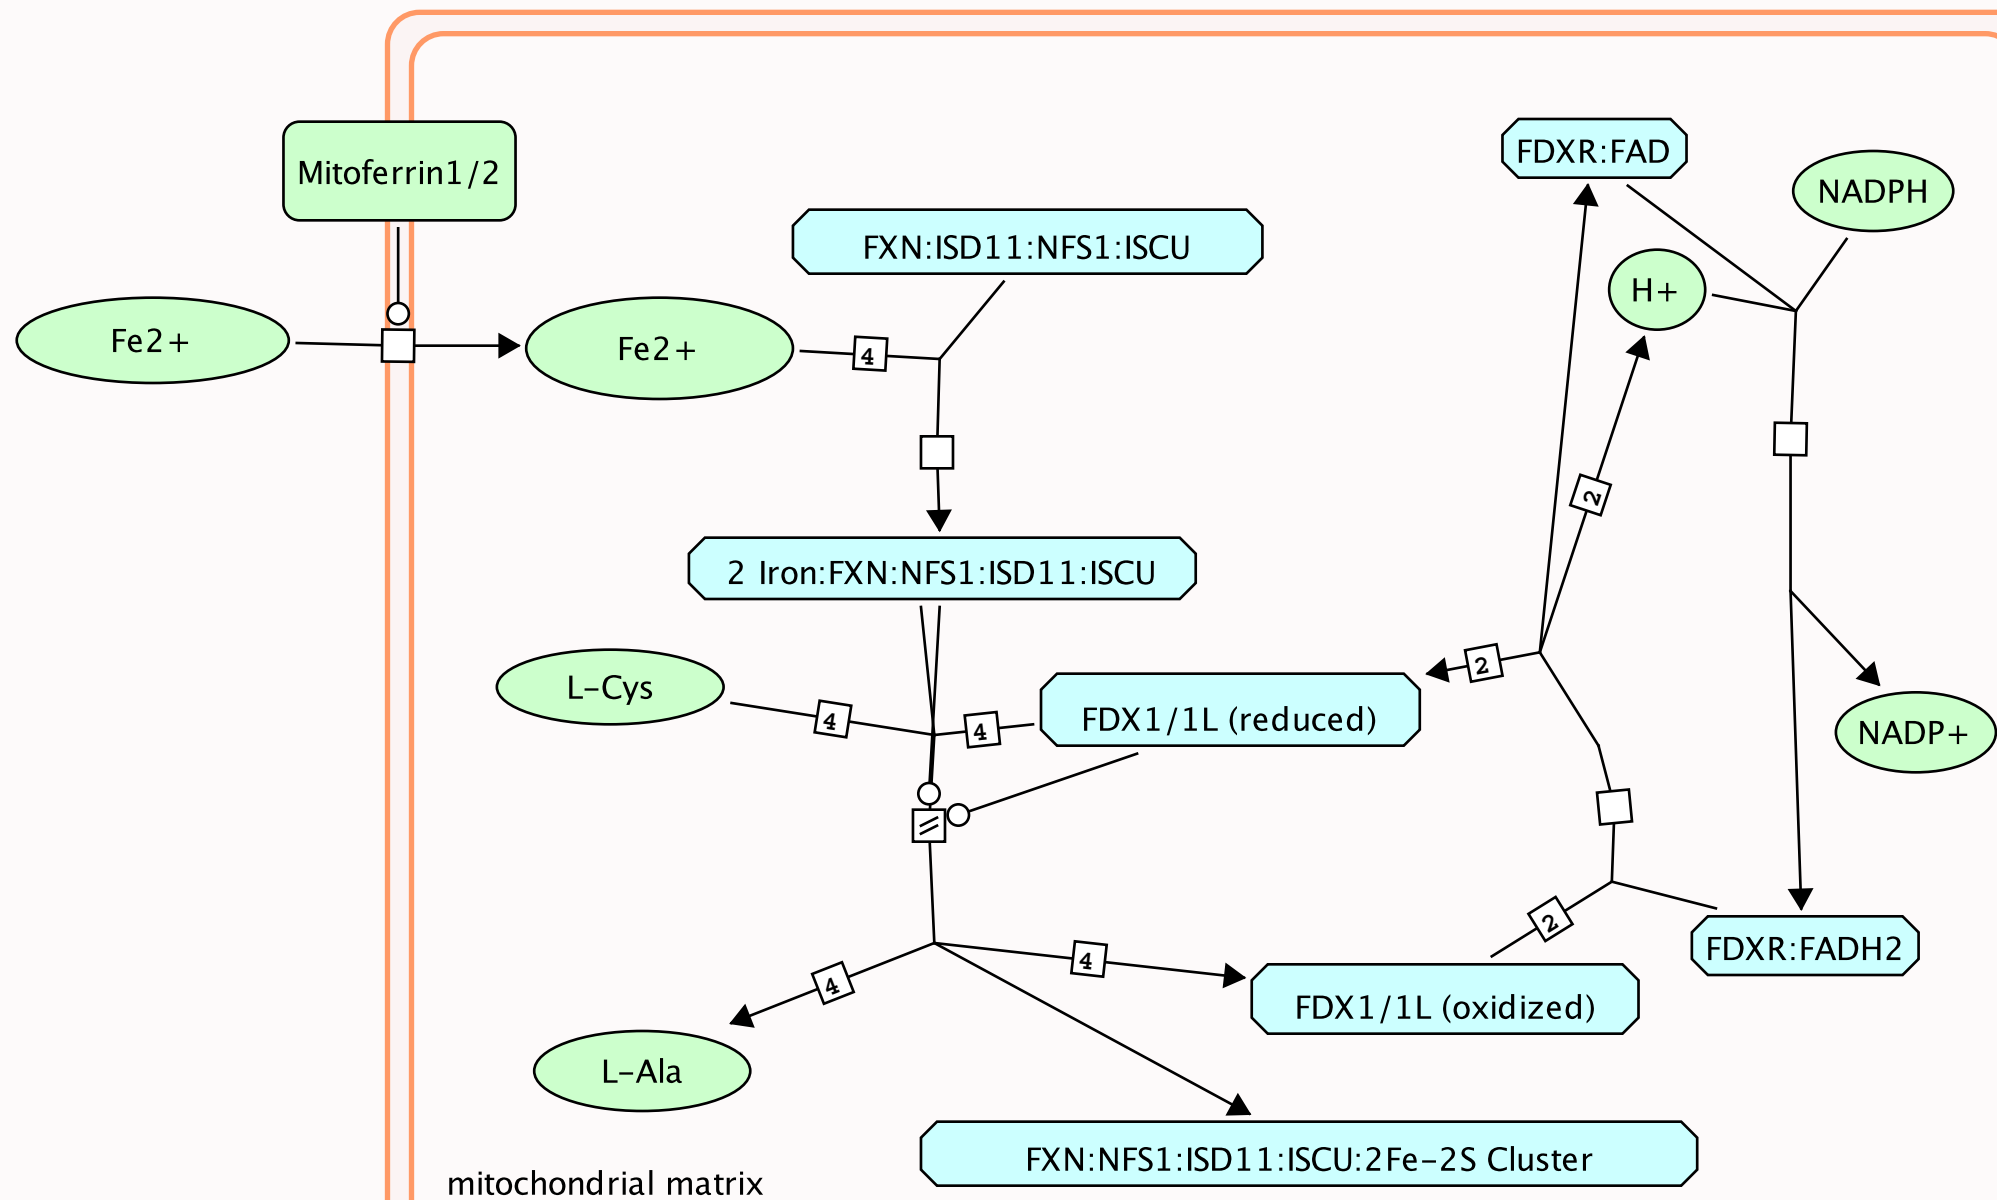 FDXR:FAD
Mitoferrin1/2
NADPH
FXN:ISD11:NFS1:ISCU
H+
Fe2+
Fe2+
4
2
2 Iron:FXN:NFS1:ISD11:ISCU
2
L-Cys
4
4
FDX1/1L (reduced)
NADP+
2
FDXR:FADH2
4
4
FDX1/1L (oxidized)
L-Ala
FXN:NFS1:ISD11:ISCU:2Fe-2S Cluster
mitochondrial matrix